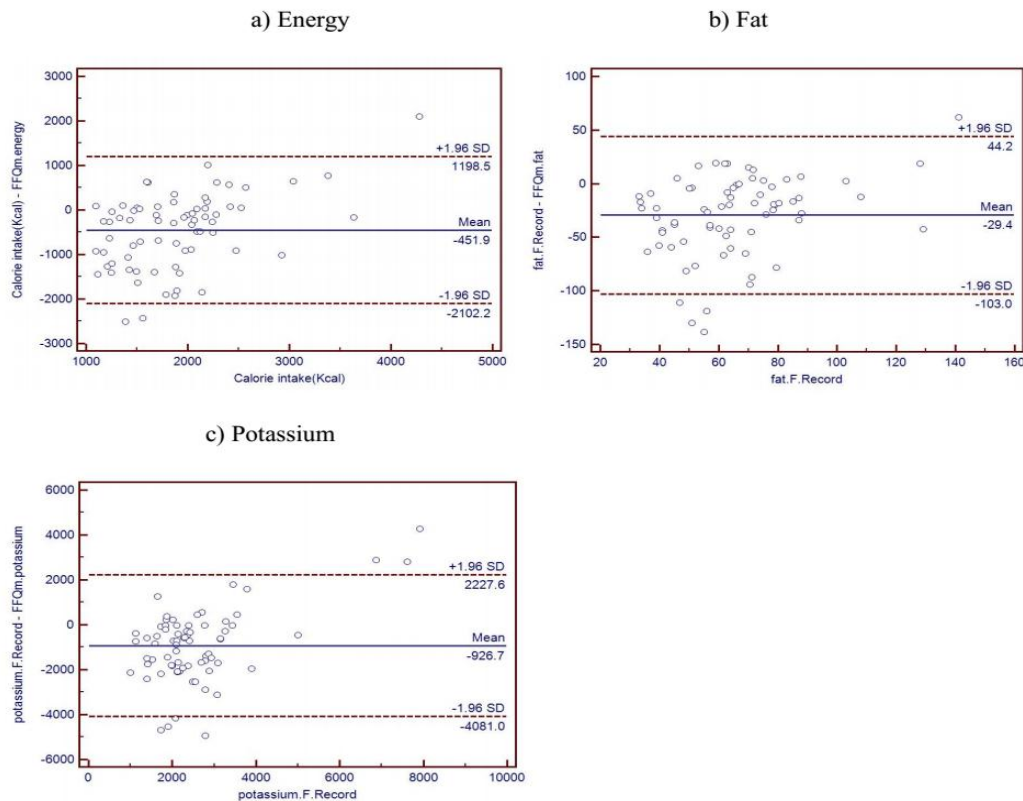 a) Energy
b) Fat
Calorie intake(Kcal) - FFQm.energy
3000
2000
1000
0
-1000
-2000
-3000
+1.96 SD
1198.5
Mean
-451.9
-1.96 SD
-2102.2
1000
2000
3000
4000
5000
Calorie intake(Kcal)
fat.F.Record - FFQm.fat
100
50
0
-50
-100
-150
+1.96 SD
44.2
Mean
-29.4
-1.96 SD
-103.0
20
40
60
80
100
120
140
160
fat.F.Record
c) Potassium
potassium.F.Record - FFQm.potassium
6000
4000
2000
0
-2000
-4000
-6000
+1.96 SD
2227.6
Mean
-926.7
-1.96 SD
-4081.0
0
2000
4000
6000
8000
10000
potassium.F.Record